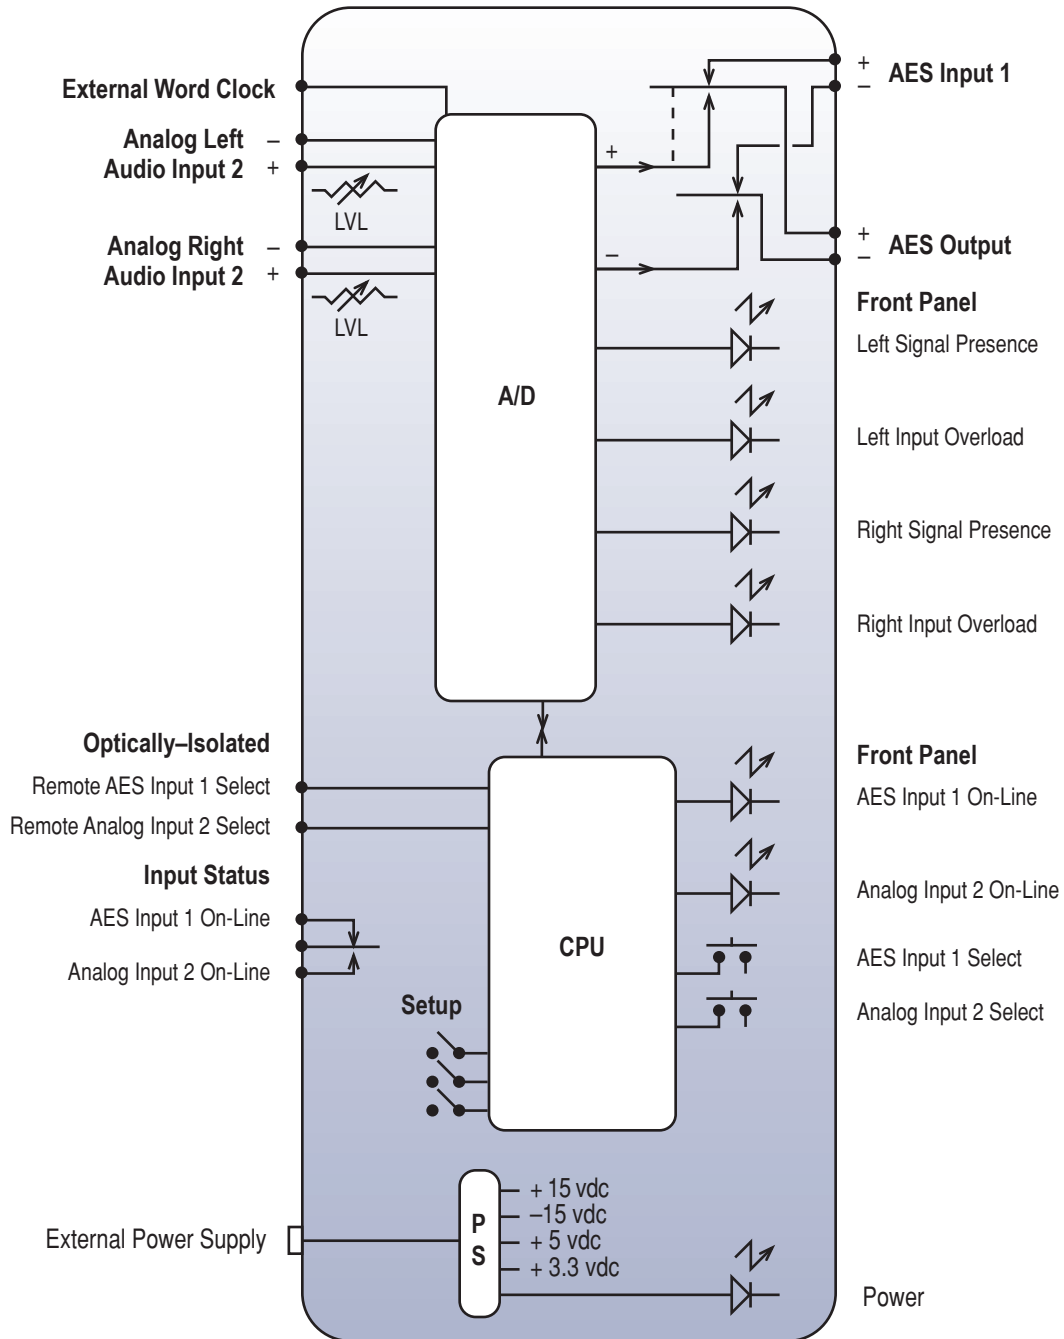 External Word Clock
Analog Left –
Audio Input 2 +
LVL
Analog Right –
Audio Input 2 +
LVL
A/D
+
–
+
– AES Input 1
+
– AES Output
Front Panel
Left Signal Presence
Left Input Overload
Right Signal Presence
Right Input Overload
Optically–Isolated
Remote AES Input 1 Select
Remote Analog Input 2 Select
Input Status
AES Input 1 On-Line
Analog Input 2 On-Line
Setup
CPU
Front Panel
AES Input 1 On-Line
Analog Input 2 On-Line
AES Input 1 Select
Analog Input 2 Select
External Power Supply
P
S
+ 15 vdc
–15 vdc
+ 5 vdc
+ 3.3 vdc
Power